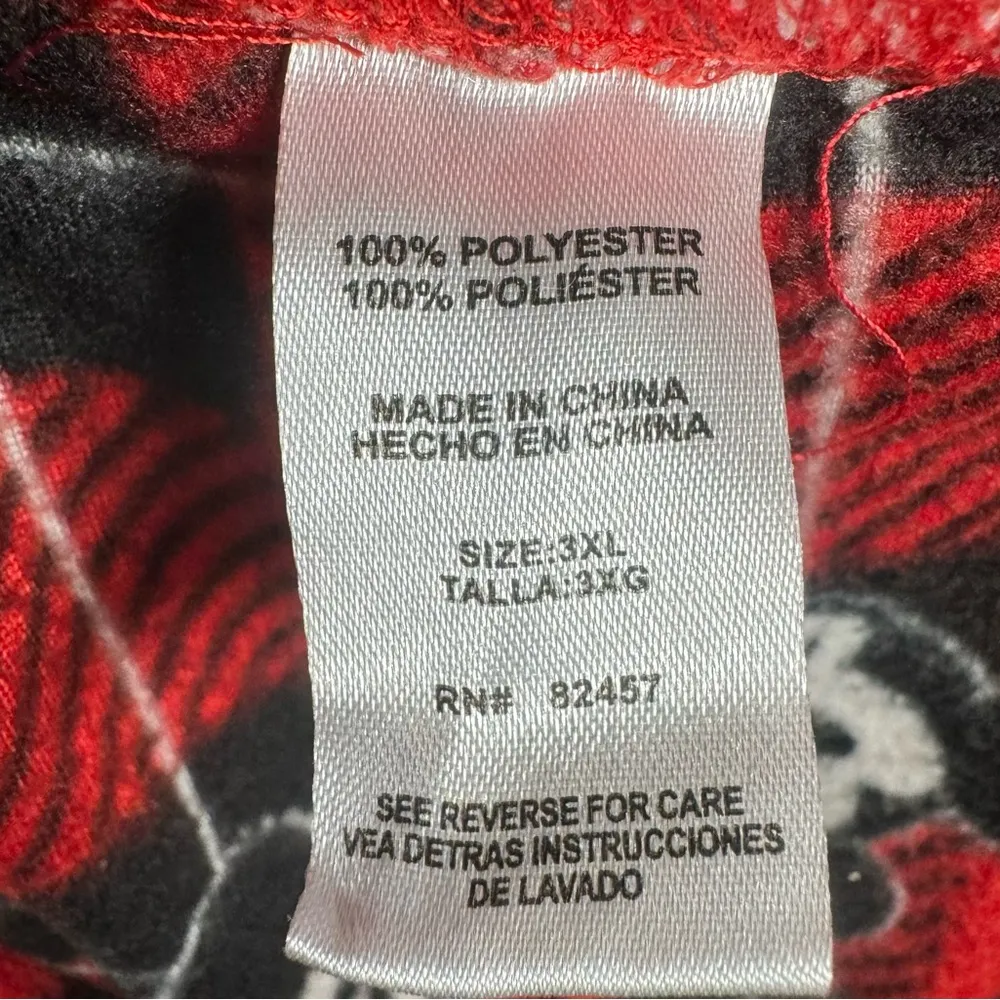 100% POLYESTER
100% POLIÉSTER
MADE IN CHINA
HECHO EN CHINA
SIZE:3XL
TALLA:3XG
RN# 82457
SEE REVERSE FOR CARE
VEA DETRAS INSTRUCCIONES
DE LAVADO